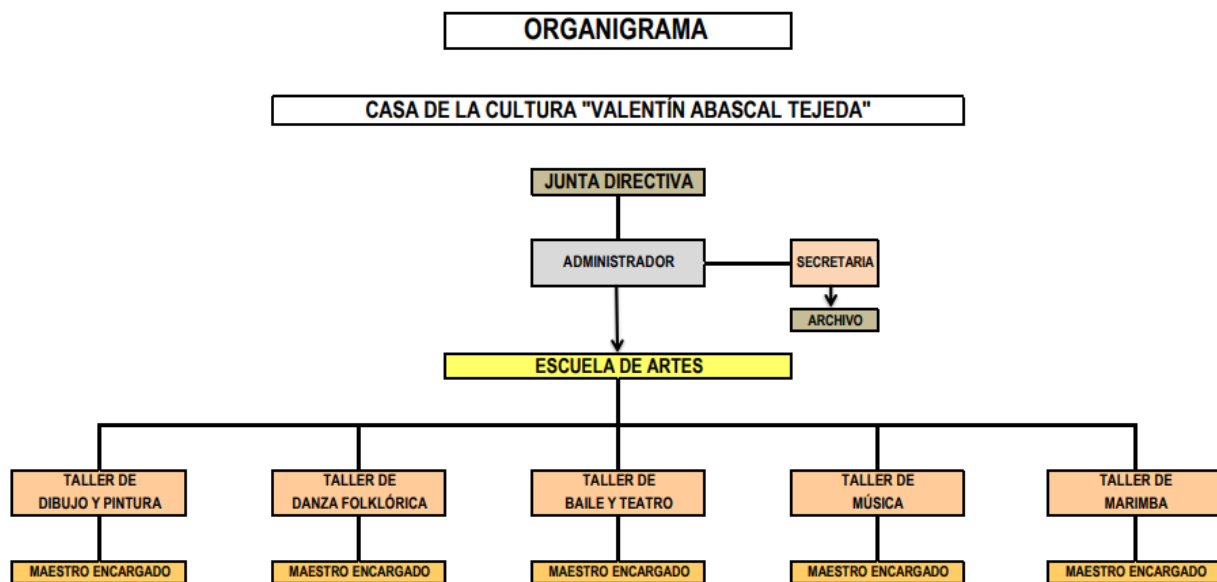 ORGANIGRAMA
CASA DE LA CULTURA "VALENTÍN ABASCAL TEJEDA"
JUNTA DIRECTIVA
ADMINISTRADOR
SECRETARIA
ARCHIVO
ESCUELA DE ARTES
TALLER DE
DIBUJO Y PINTURA
TALLER DE
DANZA FOLKLÓRICA
TALLER DE
BAILE Y TEATRO
TALLER DE
MÚSICA
TALLER DE
MARIMBA
MAESTRO ENCARGADO
MAESTRO ENCARGADO
MAESTRO ENCARGADO
MAESTRO ENCARGADO
MAESTRO ENCARGADO